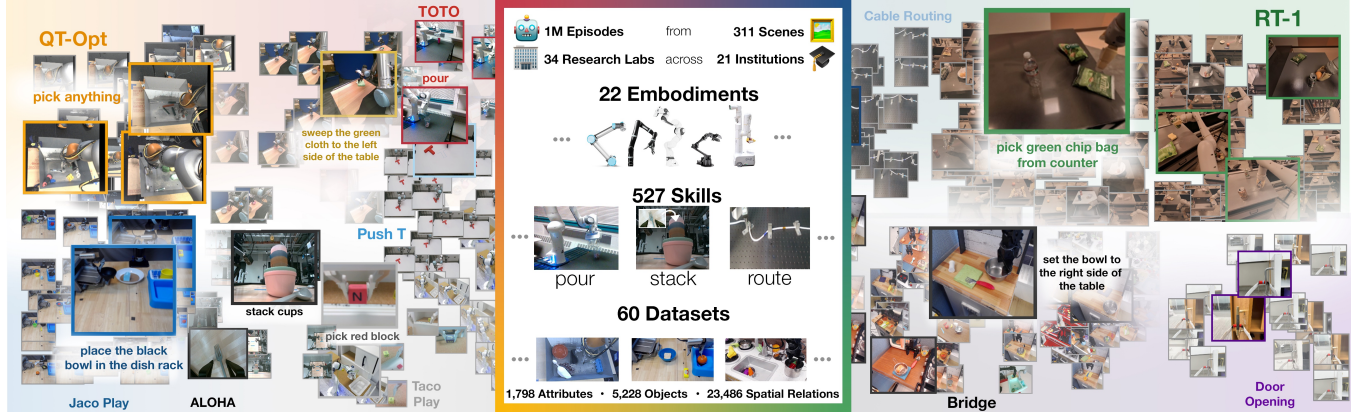 QT-Opt
pick anything
TOTO
pour
sweep the green
cloth to the left
side of the table
Push T
stack cups
N
pick red block
place the black
bowl in the dish rack
Jaco Play
ALOHA
Taco
Play
1M Episodes from 311 Scenes
34 Research Labs across 21 Institutions
22 Embodiments
527 Skills
pour stack route
60 Datasets
1,798 Attributes • 5,228 Objects • 23,486 Spatial Relations
Cable Routing
RT-1
pick green chip bag
from counter
set the bowl to
the right side of
the table
Bridge
Door
Opening